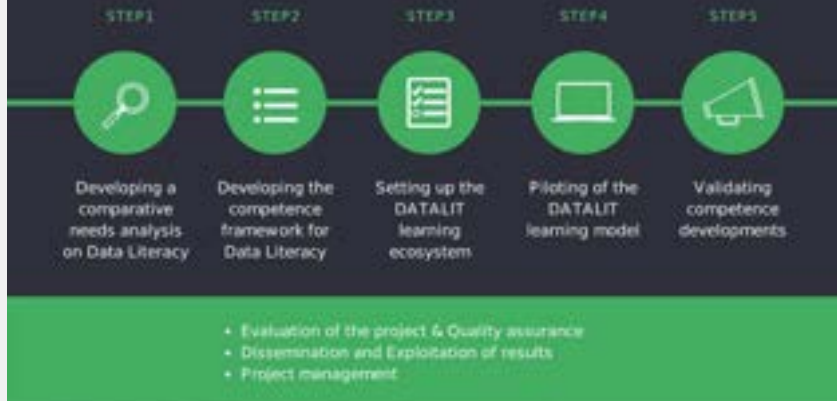 STEP1
STEP2
STEP3
STEP4
STEP5
Developing a
comparative
needs analysis
on Data Literacy
Developing the
competence
framework for
Data Literacy
Setting up the
DATALIT
learning
ecosystem
Piloting of the
DATALIT
learning model
Validating
competence
developments
• Evaluation of the project & Quality assurance
• Dissemination and Exploitation of results
• Project management